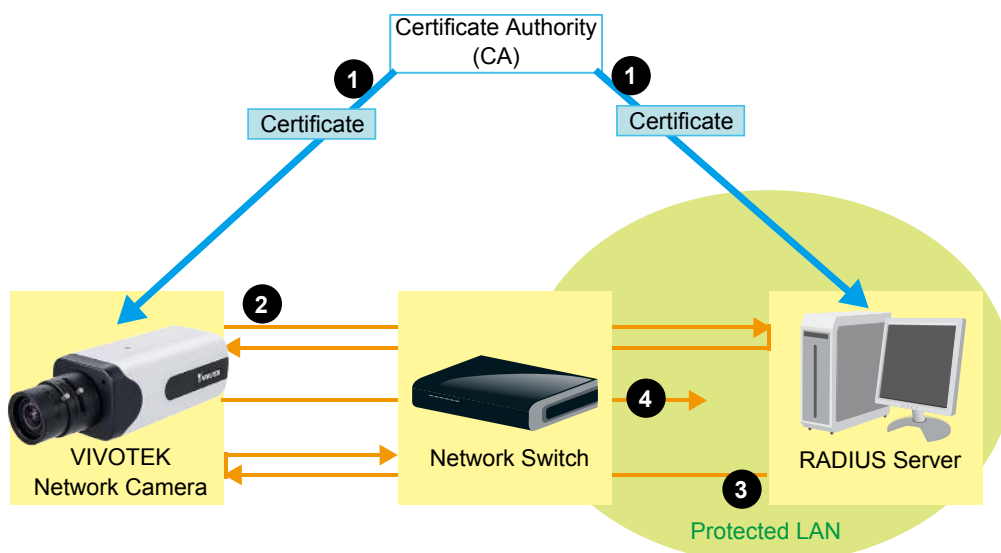 Certificate Authority
(CA)
1
1
Certificate
Certificate
2
VIVOTEK
4
VIVOTEK
Network Camera
Network Switch
RADIUS Server
3
Protected LAN